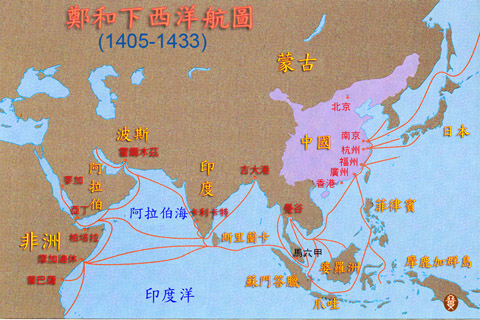 鄭和下西洋航圖
(1405-1433)
蒙古
北京
日本
波斯
中國
南京
杭州
霍爾木茲
福州
印度
吉大港
廣州
阿拉伯
香港
麥加
曼谷
菲律賓
亞丁
阿拉伯海
卡利卡特
非洲
柏培拉
斯里蘭卡
馬六甲
摩加迪休
婆羅洲
摩鹿加群島
蘇門答臘
印度洋
爪哇